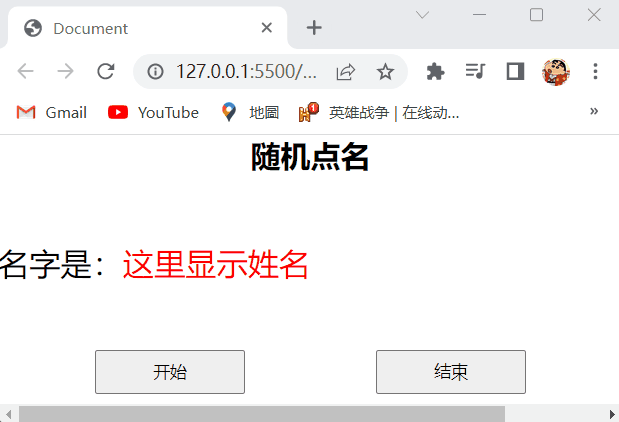 Document
127.0.0.1:5500/...
Gmail YouTube 地圖 英雄战争 | 在线动... »
随机点名
名字是：这里显示姓名
开始 结束